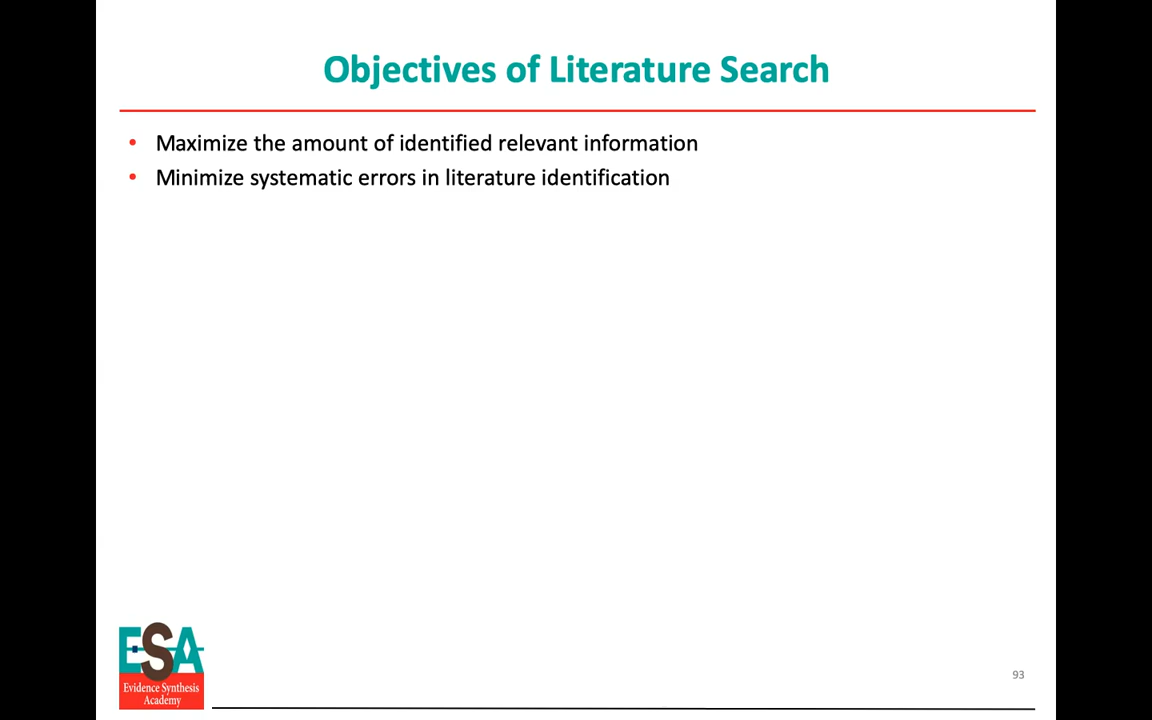 Objectives of Literature Search
• Maximize the amount of identified relevant information
• Minimize systematic errors in literature identification
ESA
Evidence Synthesis
Academy
93